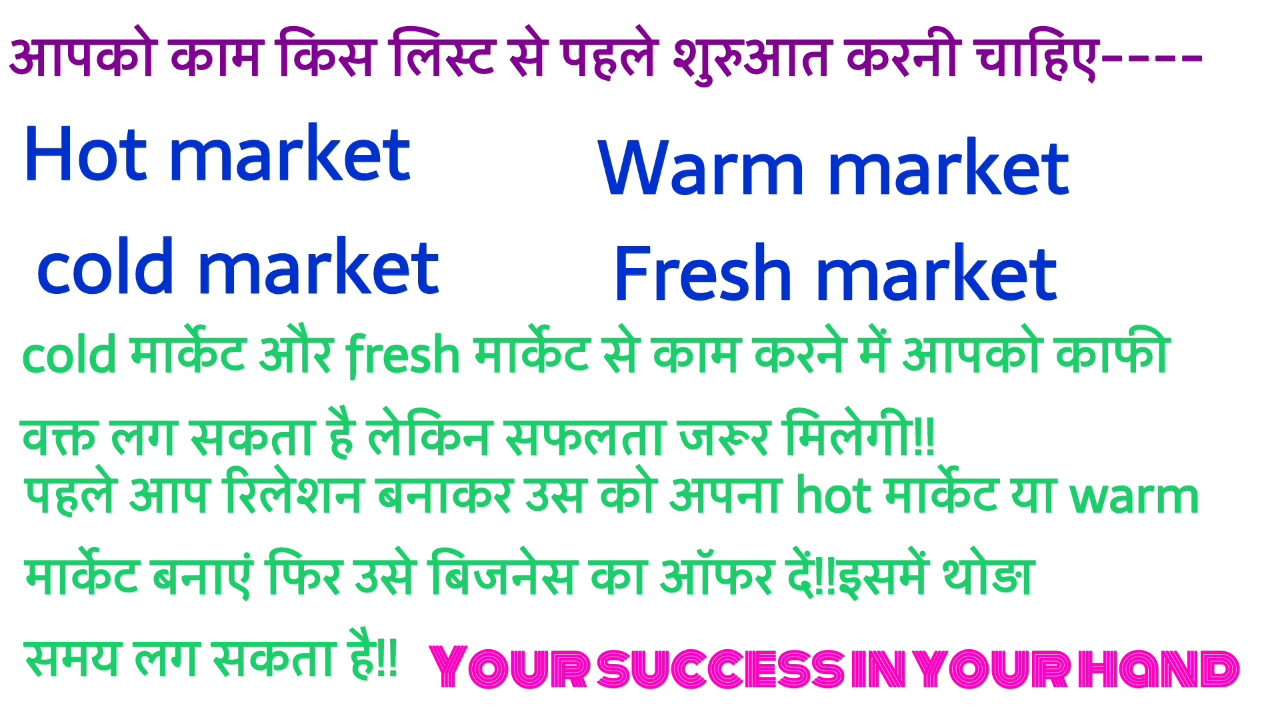 आपको काम किस लिस्ट से पहले शुरुआत करनी चाहिए----
Hot market Warm market
cold market Fresh market
cold मार्केट और fresh मार्केट से काम करने में आपको काफी
वक्त लग सकता है लेकिन सफलता जरूर मिलेगी!!
पहले आप रिलेशन बनाकर उस को अपना hot मार्केट या warm
मार्केट बनाएं फिर उसे बिजनेस का ऑफर दें!!इसमें थोङा
समय लग सकता है!! YOUR SUCCESS IN YOUR HAND